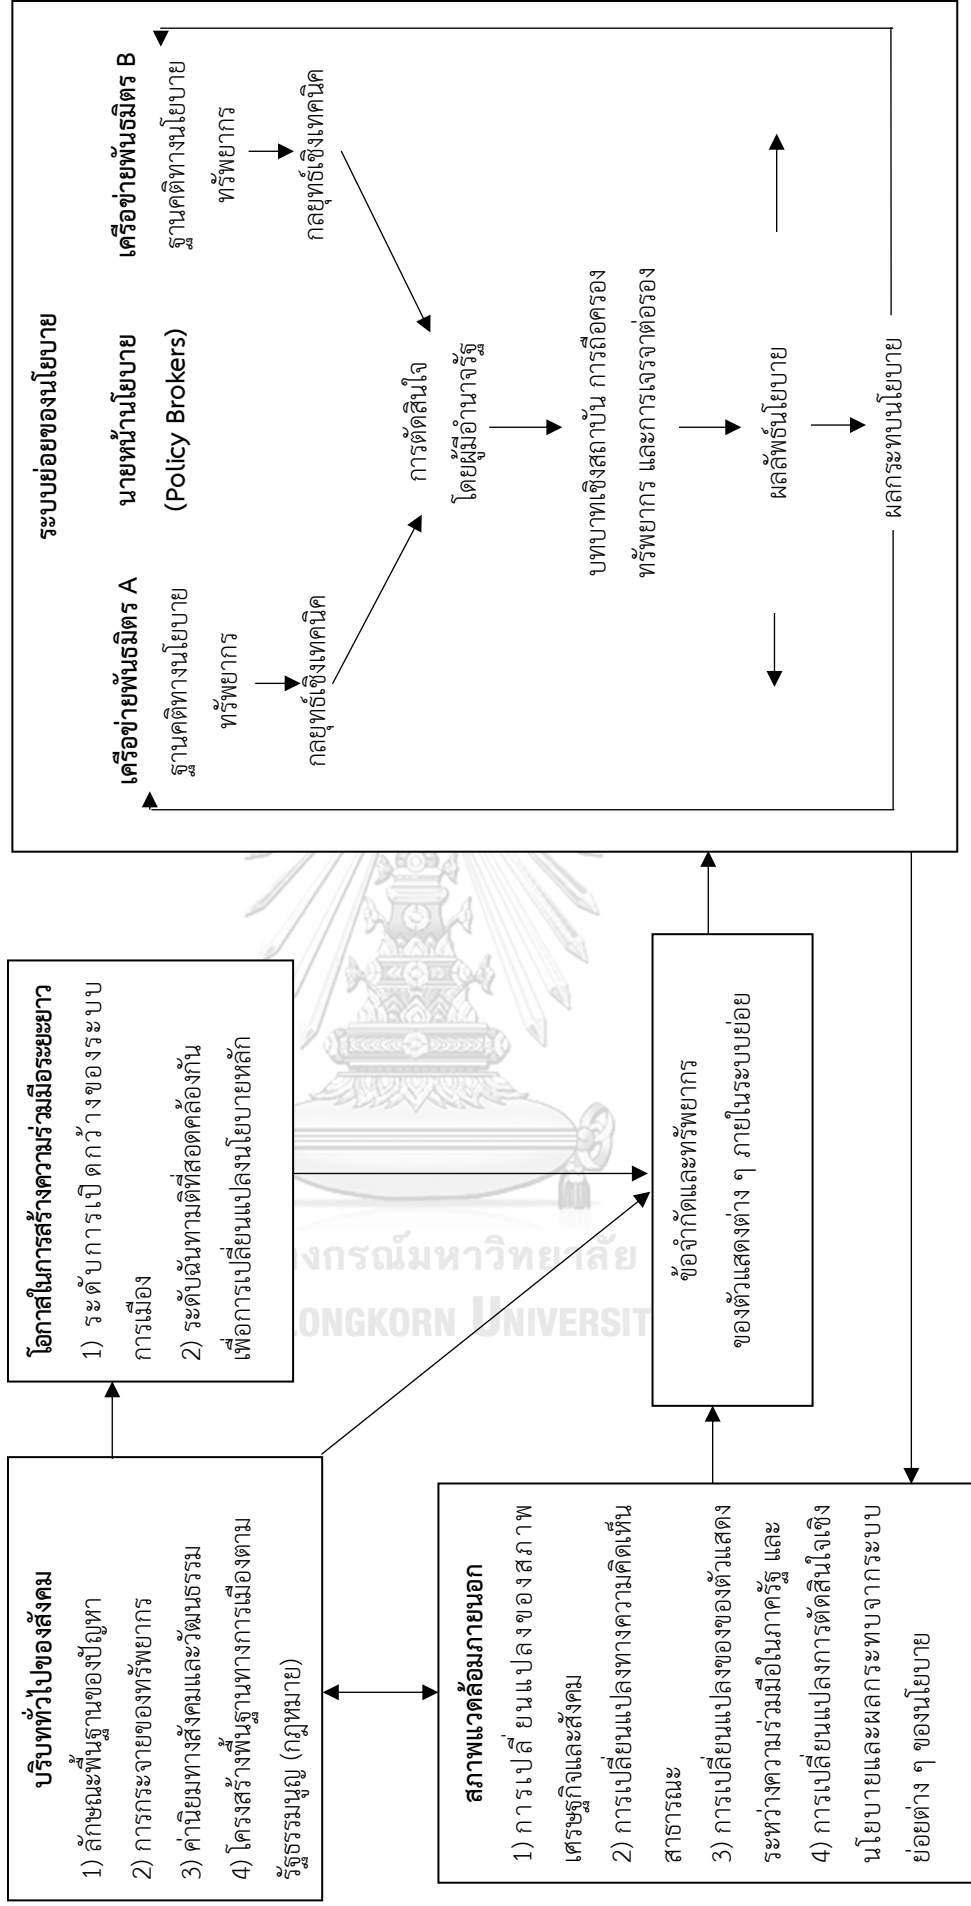 บริบททั่วไปของสังคม
1) ลักษณะพื้นฐานของปัญหา
2) การกระจายของทรัพยากร
3) ค่านิยมทางสังคมและวัฒนธรรม
4) โครงสร้างพื้นฐานทางการเมืองตาม
รัฐธรรมนูญ (กฎหมาย)
โอกาสในการสร้างความร่วมมือระยะยาว
1) ระดับการเปิดกว้างของระบบ
การเมือง
2) ระดับฉันทามติที่สอดคล้องกัน
เพื่อการเปลี่ยนแปลงนโยบายหลัก
สภาพแวดล้อมภายนอก
1) การเปลี่ยนแปลงของสภาพ
เศรษฐกิจและสังคม
2) การเปลี่ยนแปลงทางความคิดเห็น
สาธารณะ
3) การเปลี่ยนแปลงของของตัวแสดง
ระหว่างความร่วมมือในภาครัฐ และ
4) การเปลี่ยนแปลงการตัดสินใจเชิง
นโยบายและผลกระทบจากระบบ
ย่อยต่าง ๆ ของนโยบาย
ข้อจำกัดและทรัพยากร
ของตัวแสดงต่าง ๆ ภายในระบบย่อย
ระบบย่อยของนโยบาย
เครือข่ายพันธมิตร A
ฐานคติทางนโยบาย
ทรัพยากร
กลยุทธ์เชิงเทคนิค
นายหน้านโยบาย
(Policy Brokers)
เครือข่ายพันธมิตร B
ฐานคติทางนโยบาย
ทรัพยากร
กลยุทธ์เชิงเทคนิค
การตัดสินใจ
โดยผู้มีอำนาจรัฐ
บทบาทเชิงสถาบัน การถือครอง
ทรัพยากร และการเจรจาต่อรอง
ผลลัพธ์นโยบาย
ผลกระทบนโยบาย
งกรณ์มหาวิทยาลัย
LONGKORN UNIVERSIT